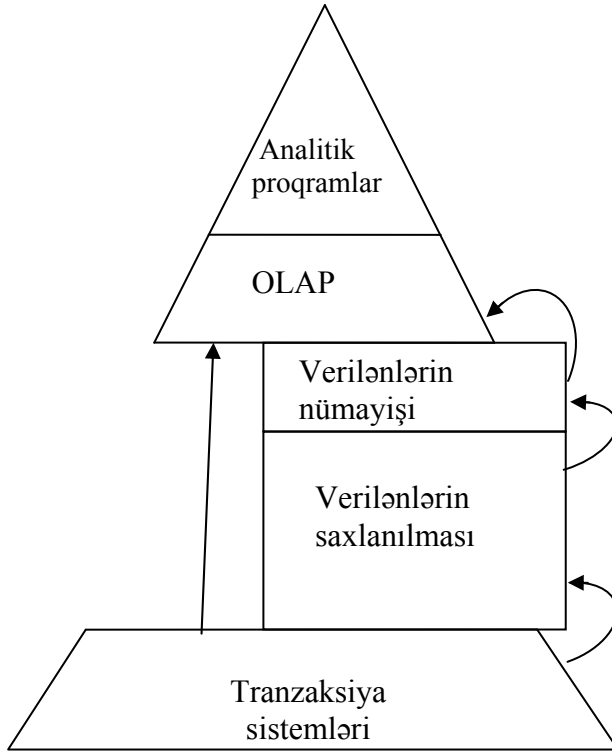 Analitik
proqramlar
OLAP
Verilənlərin
nümayişi
Verilənlərin
saxlanılması
Tranzaksiya
sistemləri